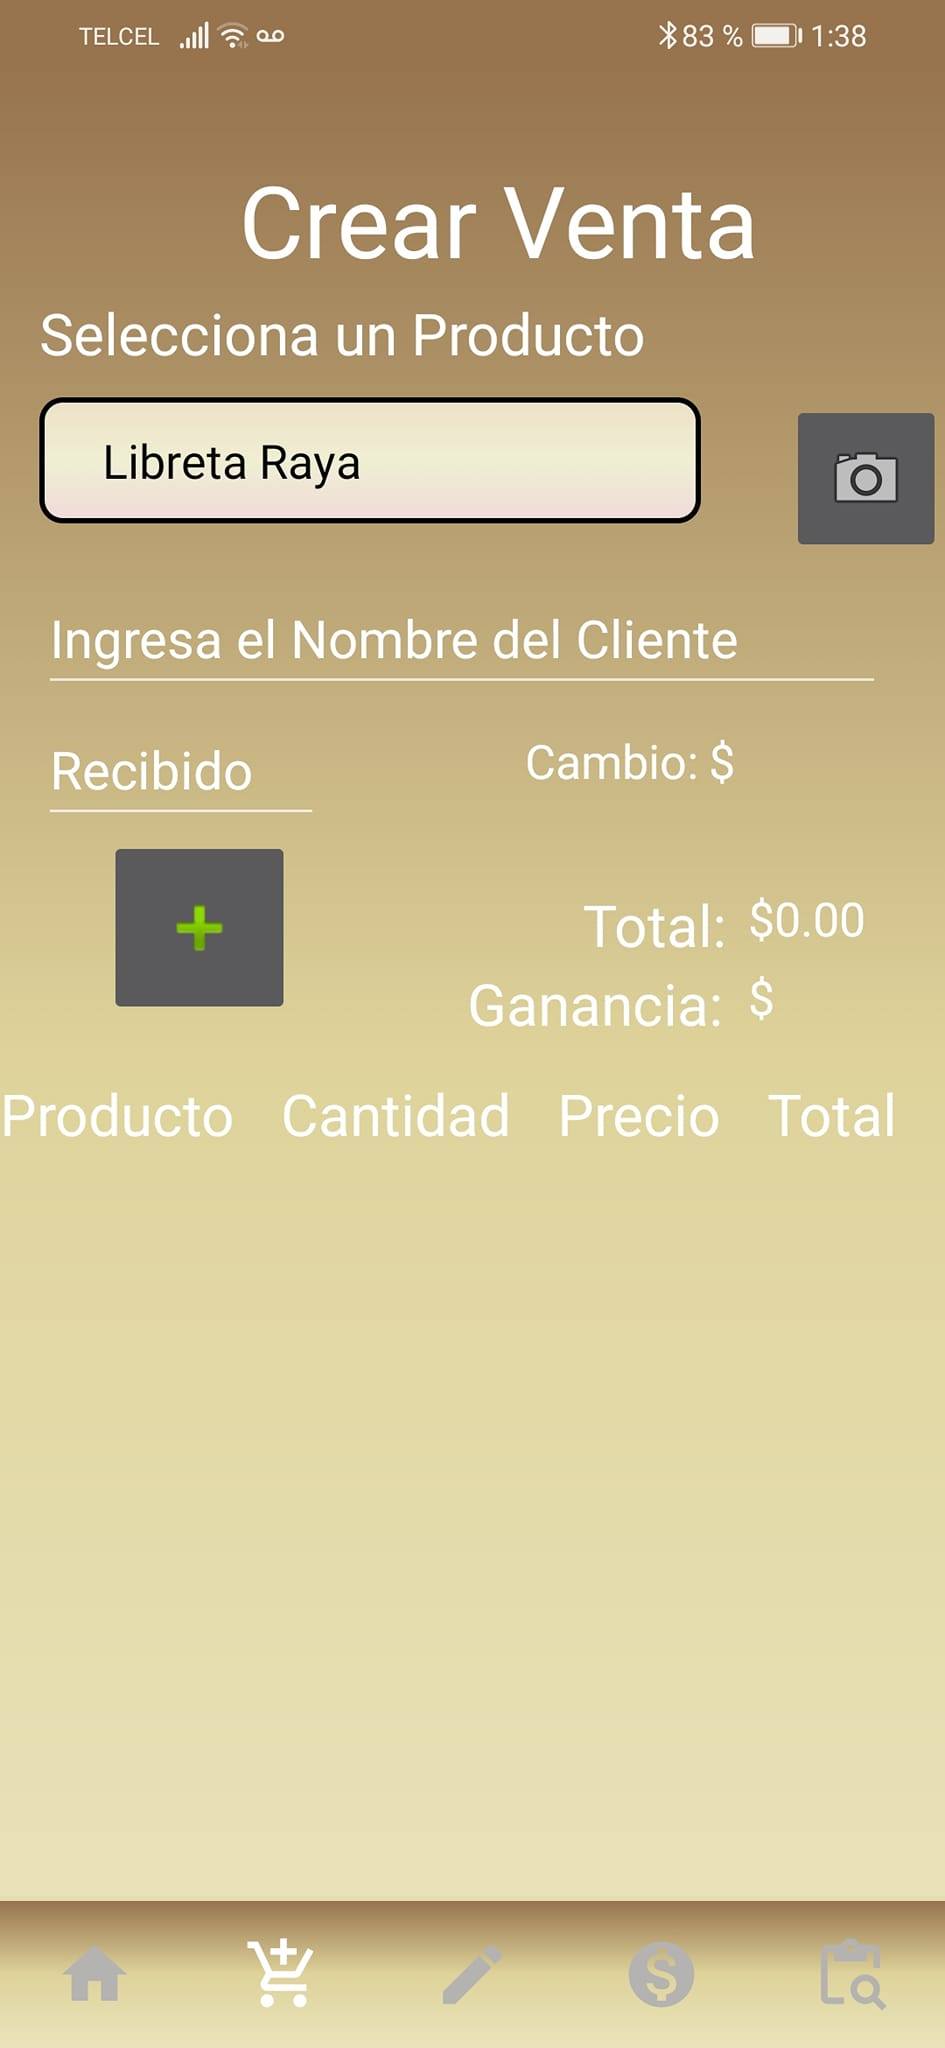 TELCEL 83 % 1:38
Crear Venta
Selecciona un Producto
Libreta Raya
Ingresa el Nombre del Cliente
Recibido Cambio: $
Total: $0.00
Ganancia: $
Producto Cantidad Precio Total